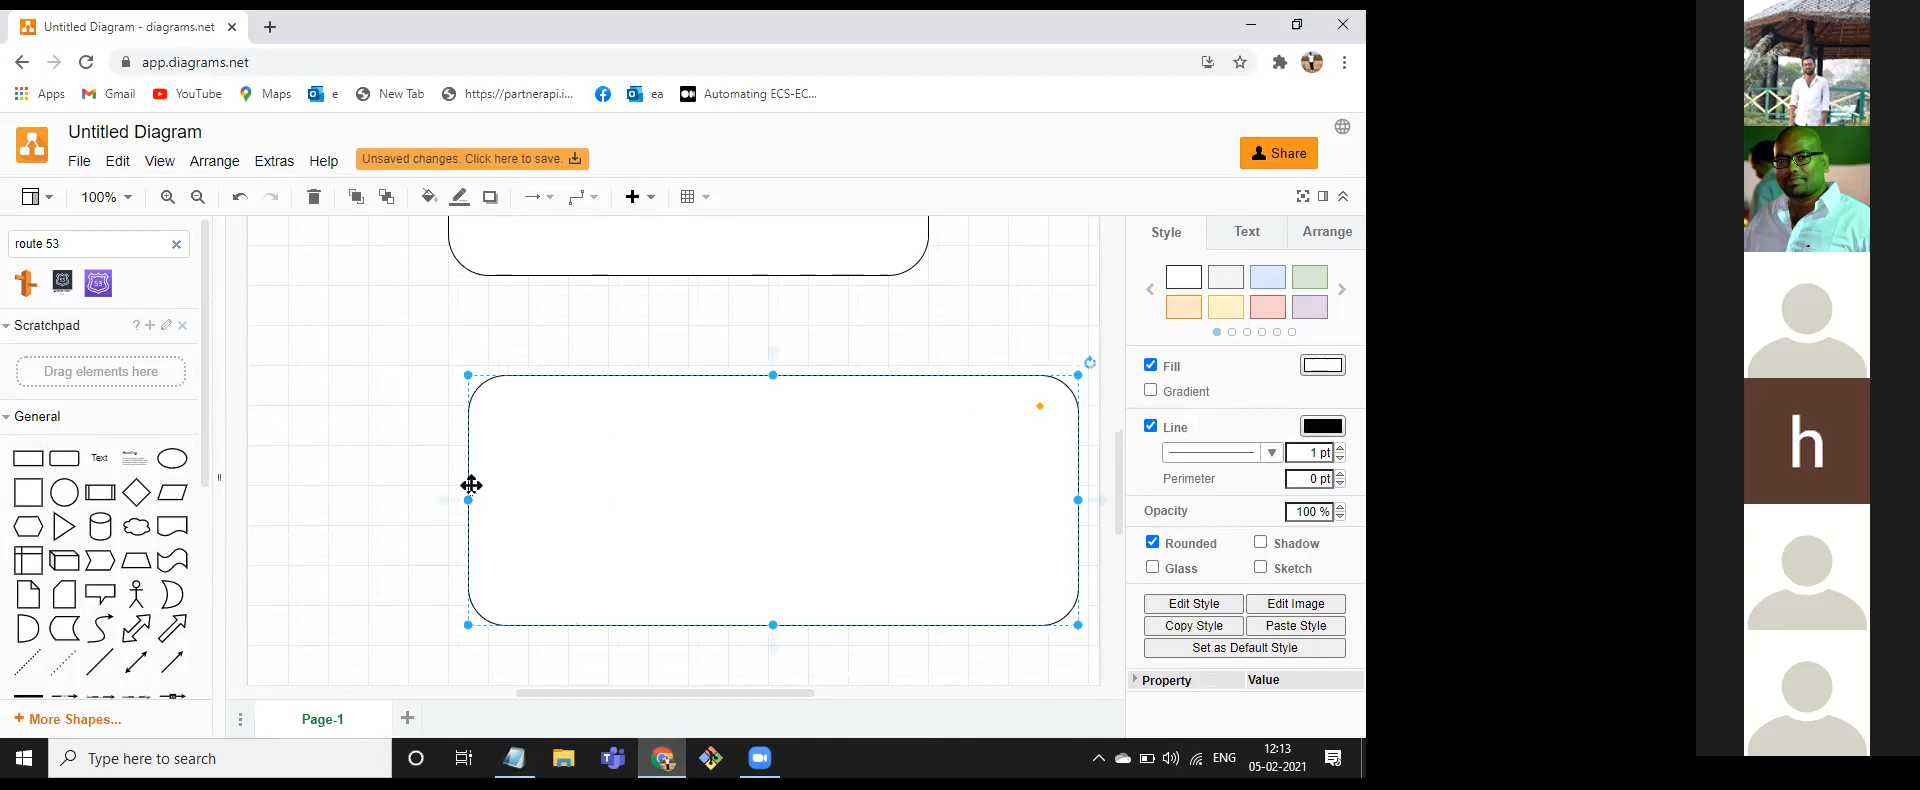 Untitled Diagram - diagrams.net
app.diagrams.net
Apps Gmail YouTube Maps e New Tab https://partnerapi.i... ea Automating ECS-EC...
Untitled Diagram
File Edit View Arrange Extras Help Unsaved changes. Click here to save. Share
100%
route 53
53
Scratchpad ?
Drag elements here
General
Text
Heading
+ More Shapes...
Style Text Arrange
Fill
Gradient
Line
1 pt
Perimeter 0 pt
Opacity 100 %
Rounded Shadow
Glass Sketch
Edit Style Edit Image
Copy Style Paste Style
Set as Default Style
Property Value
Page-1
Type here to search
ENG
12:13
05-02-2021
h